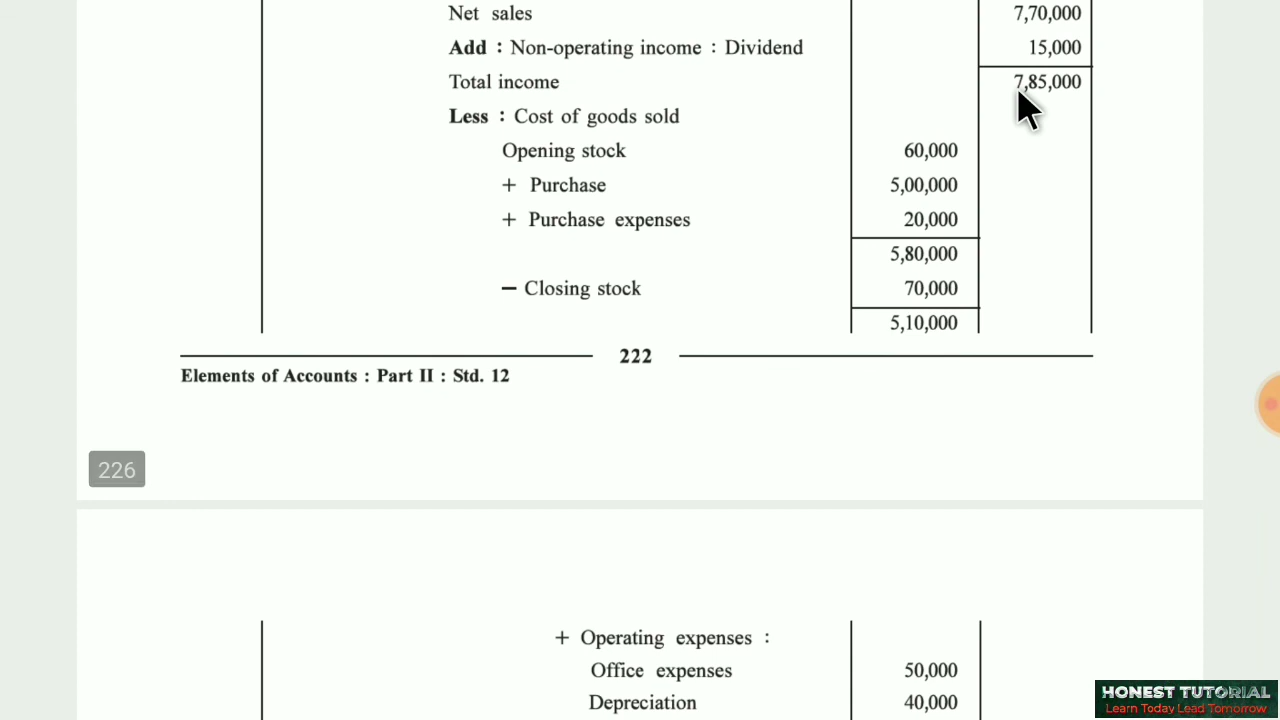 Net sales 7,70,000
Add : Non-operating income : Dividend 15,000
Total income 7,85,000
Less : Cost of goods sold
Opening stock 60,000
+ Purchase 5,00,000
+ Purchase expenses 20,000
5,80,000
− Closing stock 70,000
5,10,000
222
Elements of Accounts : Part II : Std. 12
226
+ Operating expenses :
Office expenses 50,000
Depreciation 40,000
HONEST TUTORIAL
Learn Today Lead Tomorrow